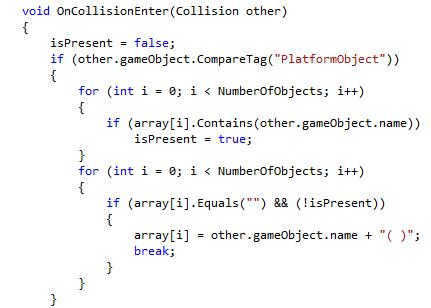 void OnCollisionEnter(Collision other)
{
    isPresent = false;
    if (other.gameObject.CompareTag("PlatformObject"))
    {
        for (int i = 0; i < NumberOfObjects; i++)
        {
            if (array[i].Contains(other.gameObject.name))
                isPresent = true;
        }
        for (int i = 0; i < NumberOfObjects; i++)
        {
            if (array[i].Equals("") && (!isPresent))
            {
                array[i] = other.gameObject.name + "( )";
                break;
            }
        }
    }